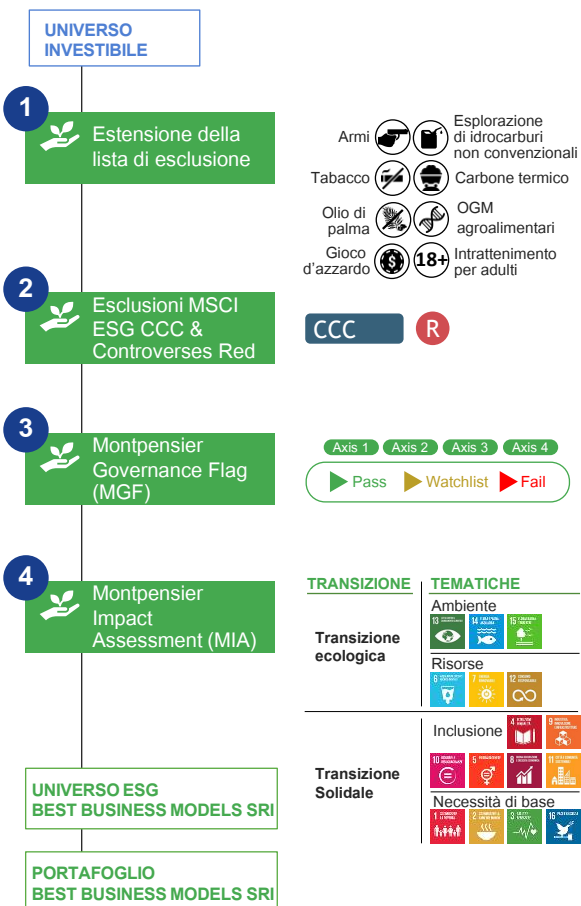 UNIVERSO
INVESTIBILE
1
Estensione della
lista di esclusione
Armi
Esplorazione
di idrocarburi
non convenzionali
Tabacco
Carbone termico
Olio di
palma
OGM
agroalimentari
Gioco
d'azzardo
18+
Intrattenimento
per adulti
2
Esclusioni MSCI
ESG CCC &
Controverses Red
CCC
R
3
Montpensier
Governance Flag
(MGF)
Axis 1 Axis 2 Axis 3 Axis 4
Pass Watchlist Fail
4
Montpensier
Impact
Assessment (MIA)
TRANSIZIONE TEMATICHE
Transizione
ecologica
Ambiente
13 14 15
Risorse
6 7 12
Transizione
Solidale
Inclusione
4 9
10 5 8 11
Necessità di base
1 2 3 16
UNIVERSO ESG
BEST BUSINESS MODELS SRI
PORTAFOGLIO
BEST BUSINESS MODELS SRI